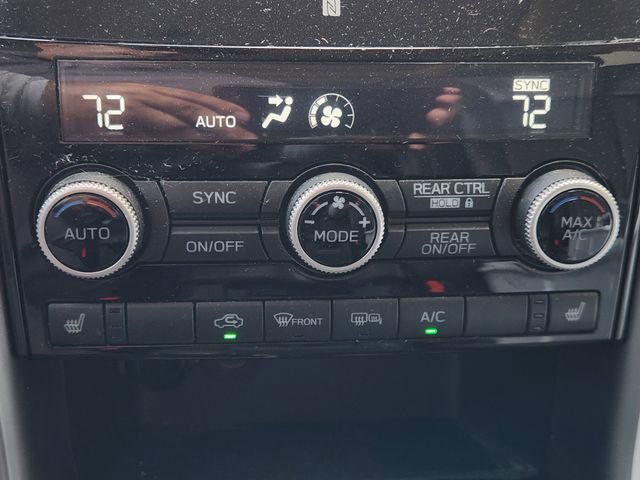 SYNC
72 AUTO 72
SYNC REAR CTRL
HOLD
AUTO - + MODE MAX A/C
ON/OFF REAR ON/OFF
FRONT A/C